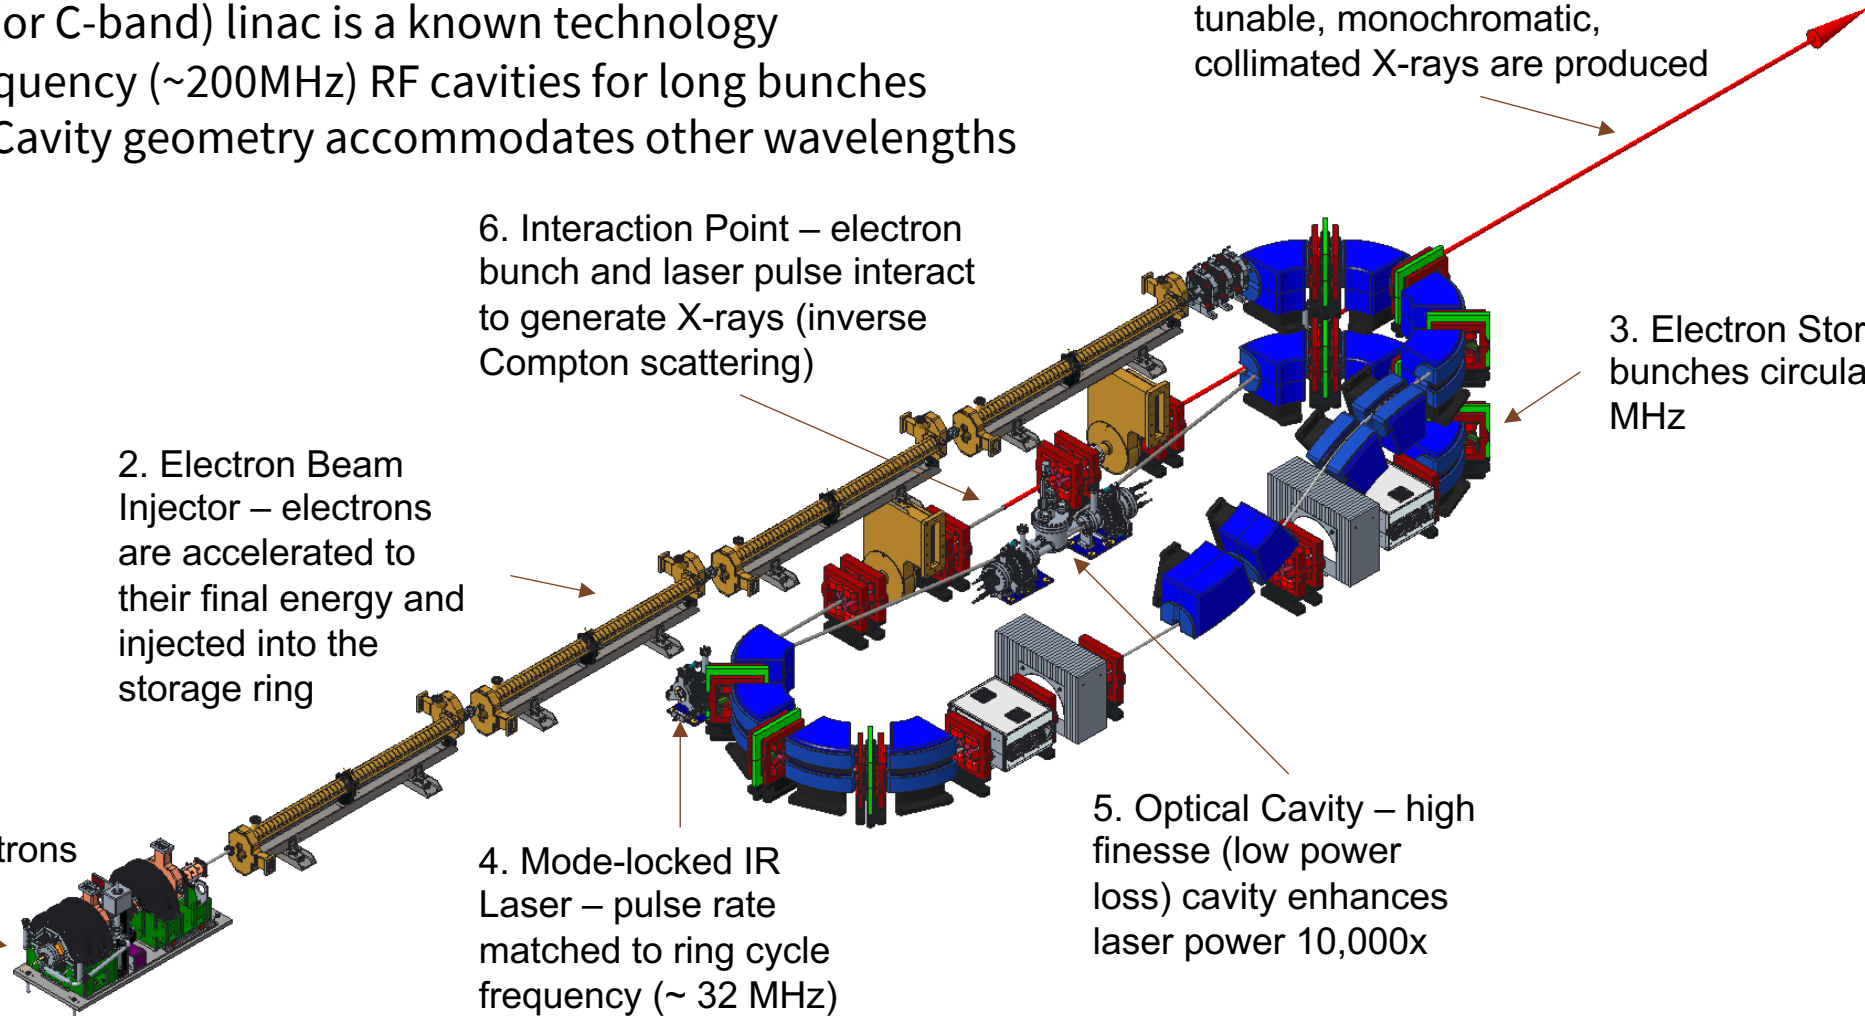 or C-band) linac is a known technology
quency (~200MHz) RF cavities for long bunches
Cavity geometry accommodates other wavelengths
tunable, monochromatic,
collimated X-rays are produced
6. Interaction Point – electron
bunch and laser pulse interact
to generate X-rays (inverse
Compton scattering)
3. Electron Stor
bunches circula
MHz
2. Electron Beam
Injector – electrons
are accelerated to
their final energy and
injected into the
storage ring
trons
4. Mode-locked IR
Laser – pulse rate
matched to ring cycle
frequency (~ 32 MHz)
5. Optical Cavity – high
finesse (low power
loss) cavity enhances
laser power 10,000x